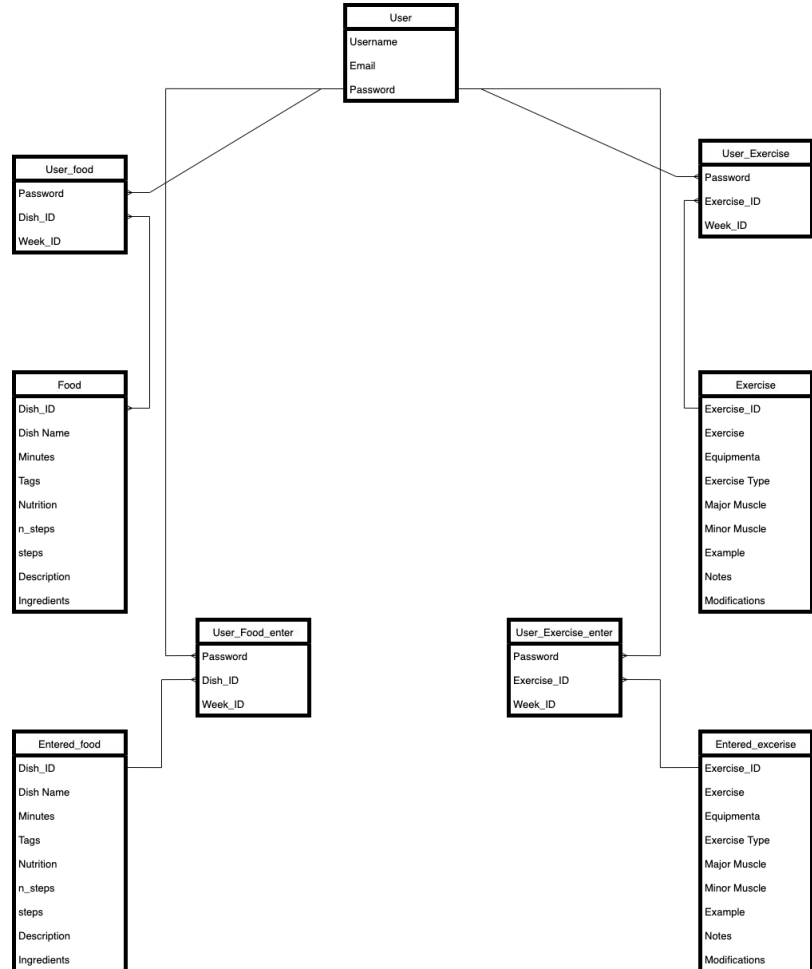 User
Username
Email
Password
User_food
Password
Dish_ID
Week_ID
User_Exercise
Password
Exercise_ID
Week_ID
Food
Dish_ID
Dish Name
Minutes
Tags
Nutrition
n_steps
steps
Description
Ingredients
Exercise
Exercise_ID
Exercise
Equipmenta
Exercise Type
Major Muscle
Minor Muscle
Example
Notes
Modifications
User_Food_enter
Password
Dish_ID
Week_ID
User_Exercise_enter
Password
Exercise_ID
Week_ID
Entered_food
Dish_ID
Dish Name
Minutes
Tags
Nutrition
n_steps
steps
Description
Ingredients
Entered_excerise
Exercise_ID
Exercise
Equipmenta
Exercise Type
Major Muscle
Minor Muscle
Example
Notes
Modifications